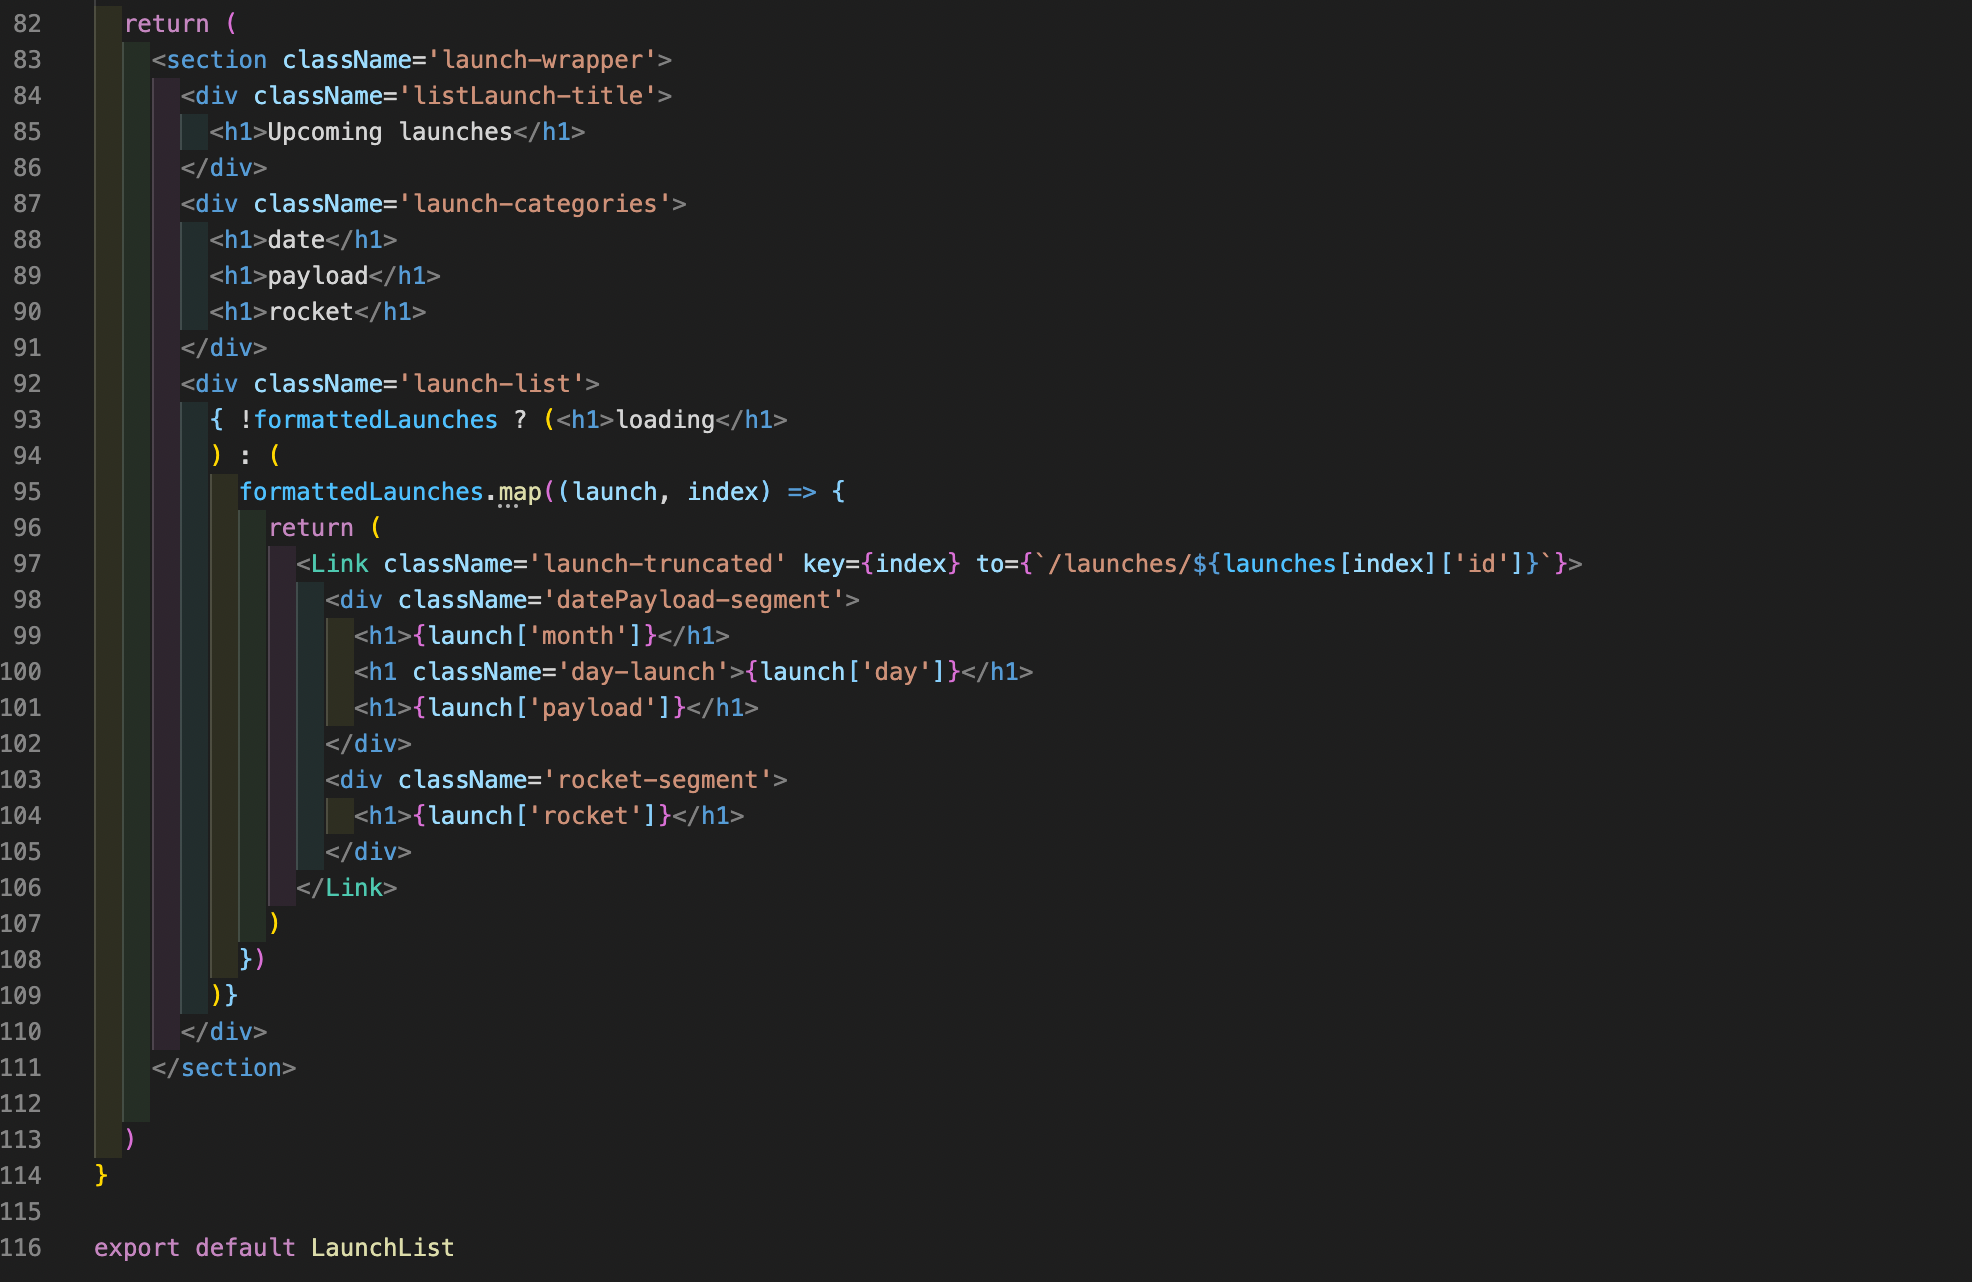 82 return (
83 <section className='launch-wrapper'>
84 <div className='listLaunch-title'>
85 <h1>Upcoming launches</h1>
86 </div>
87 <div className='launch-categories'>
88 <h1>date</h1>
89 <h1>payload</h1>
90 <h1>rocket</h1>
91 </div>
92 <div className='launch-list'>
93 { !formattedLaunches ? (<h1>loading</h1>
94 ) : (
95 formattedLaunches.map((launch, index) => {
96 return (
97 <Link className='launch-truncated' key={index} to={`/launches/${launches[index]['id']}`}>
98 <div className='datePayload-segment'>
99 <h1>{launch['month']}</h1>
100 <h1 className='day-launch'>{launch['day']}</h1>
101 <h1>{launch['payload']}</h1>
102 </div>
103 <div className='rocket-segment'>
104 <h1>{launch['rocket']}</h1>
105 </div>
106 </Link>
107 )
108 })
109 )}
110 </div>
111 </section>
112
113 )
114 }
115
116 export default LaunchList